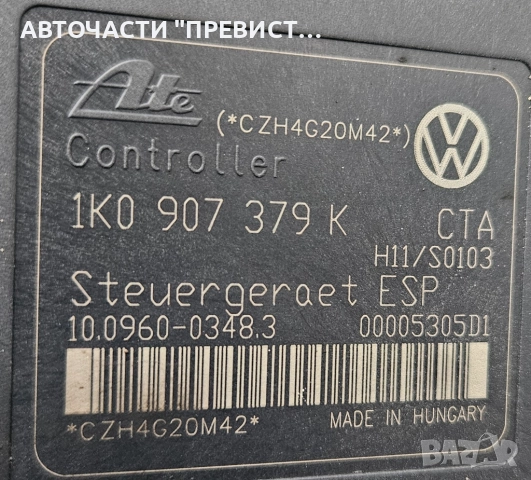 АВТОЧАСТИ "ПРЕВИСТ...
Ate
(*CZH4G20M42*)
Controller
1K0 907 379 K CTA
H11/S0103
Steuergeraet ESP
10.0960-0348.3 00005305D1
*CZH4G20M42* MADE IN HUNGARY
BAZAR